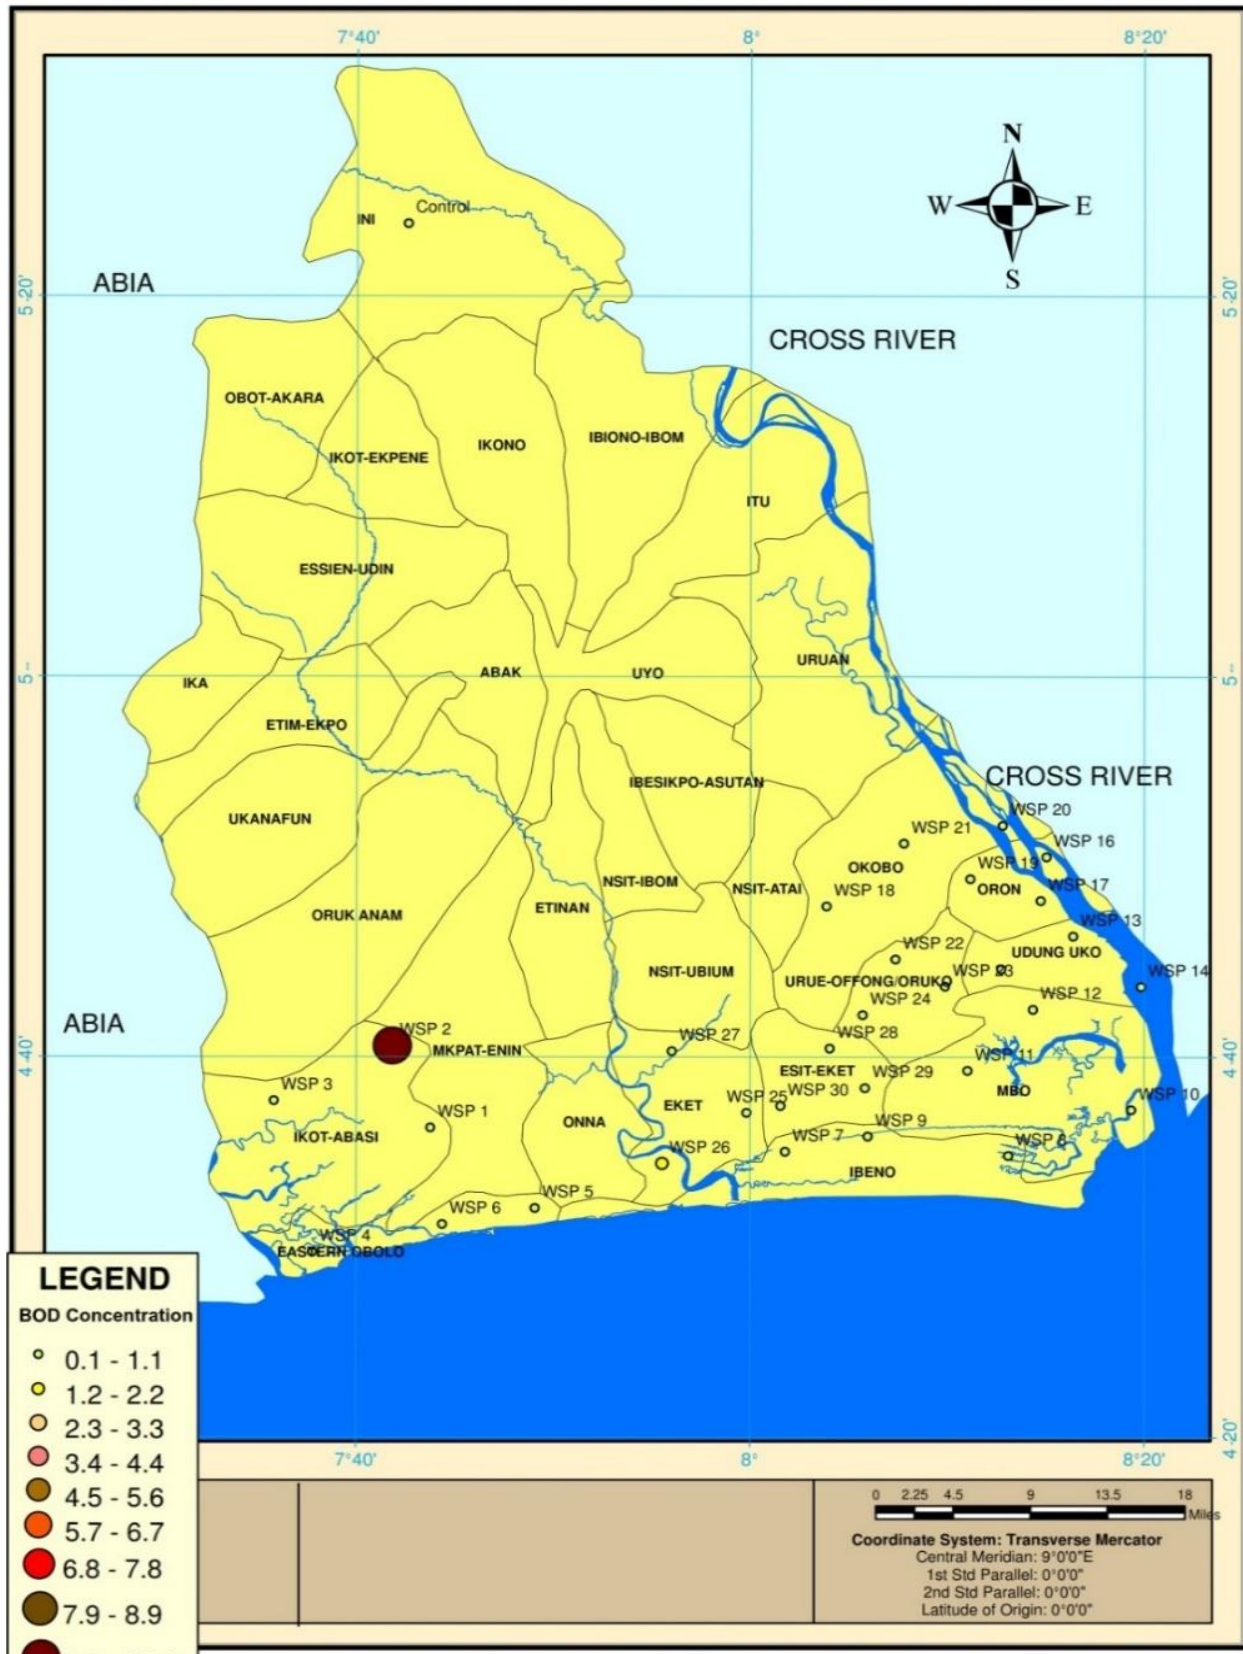 7°40'
8°
8°20'
N
W E
S
Control
INI
5°20'
5°20'
ABIA
CROSS RIVER
OBOT-AKARA
IBIONO-IBOM
IKONO
IKOT-EKPENE
ITU
ESSIEN-UDIN
URUAN
ABAK
UYO
5°
5°
IKA
ETIM-EKPO
CROSS RIVER
IBESIKPO-ASUTAN
WSP 20
UKANAFUN
WSP 21
WSP 16
WSP 19
OKOBO
NSIT-IBOM
WSP 17
ORON
NSIT-ATAI
WSP 18
ETINAN
ORUK ANAM
WSP 13
WSP 22
UDUNG UKO
NSIT-UBIUM
WSP 23
WSP 14
URUE-OFFONG/ORUKO
WSP 24
WSP 12
ABIA
WSP 2
WSP 27
WSP 28
MKPAT-ENIN
4°40'
4°40'
WSP 11
ESIT-EKET
WSP 29
WSP 3
WSP 30
MBO
WSP 25
WSP 10
EKET
WSP 1
ONNA
IKOT-ABASI
WSP 7
WSP 9
WSP 26
WSP 8
IBENO
WSP 5
WSP 6
WSP 4
EASTERN OBOLO
LEGEND
BOD Concentration
0.1 - 1.1
1.2 - 2.2
2.3 - 3.3
3.4 - 4.4
4.5 - 5.6
5.7 - 6.7
6.8 - 7.8
7.9 - 8.9
4°20'
7°40'
8°
8°20'
0 2.25 4.5 9 13.5 18
Miles
Coordinate System: Transverse Mercator
Central Meridian: 9°0'0"E
1st Std Parallel: 0°0'0"
2nd Std Parallel: 0°0'0"
Latitude of Origin: 0°0'0"